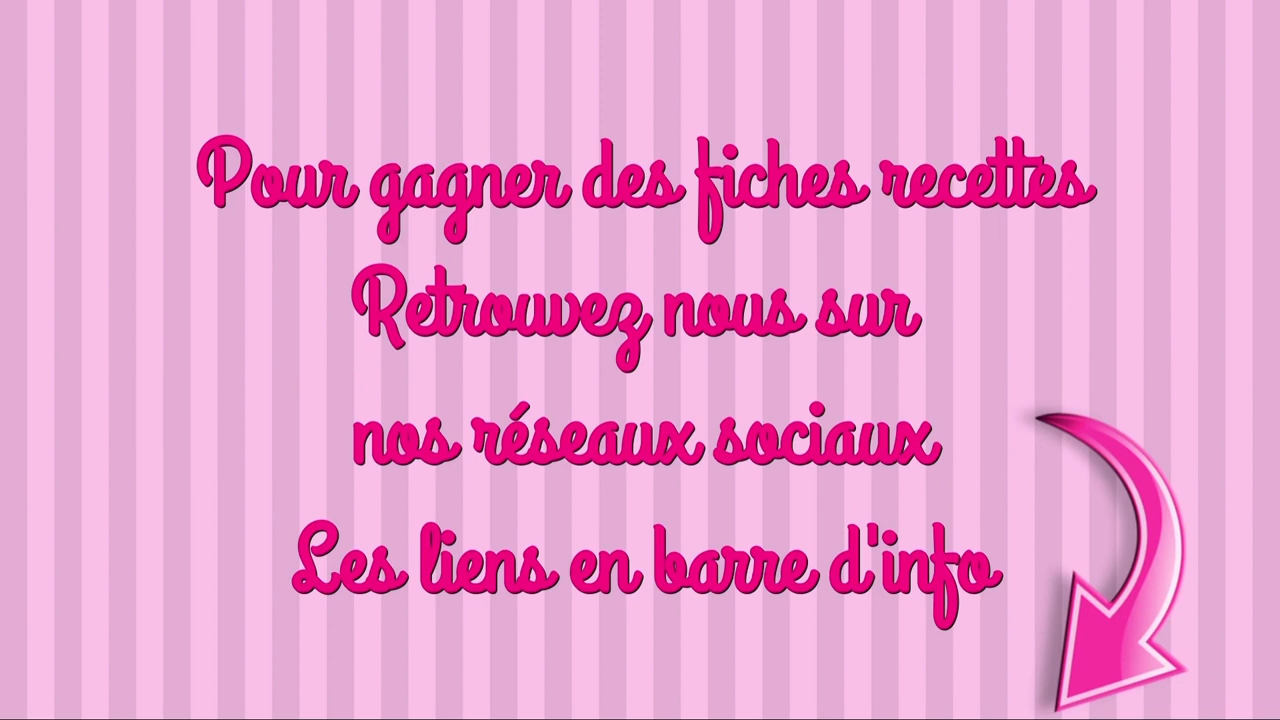 Pour gagner des fiches recettes
Retrouvez nous sur
nos réseaux sociaux
Les liens en barre d'info